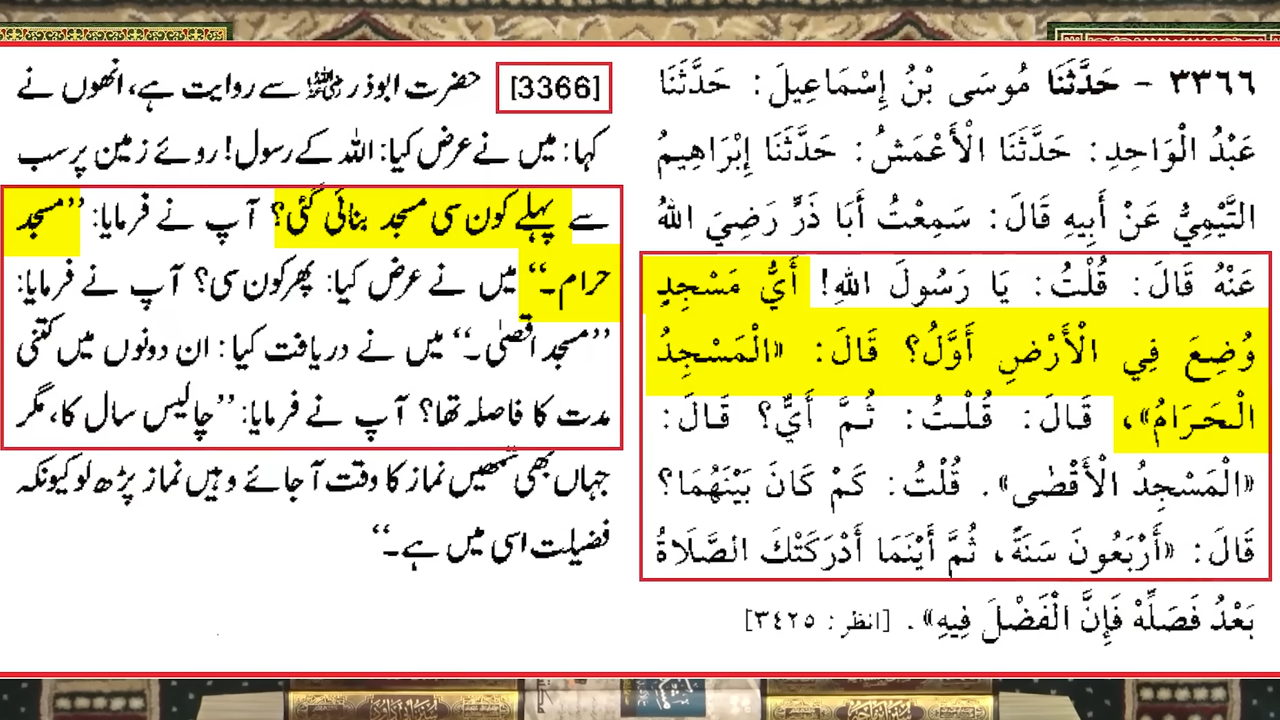 ٣٣٦٦ - حَدَّثَنَا مُوسَى بْنُ إِسْمَاعِيلَ: حَدَّثَنَا
عَبْدُ الْوَاحِدِ: حَدَّثَنَا الْأَعْمَشُ: حَدَّثَنَا إِبْرَاهِيمُ
التَّيْمِيُّ عَنْ أَبِيهِ قَالَ: سَمِعْتُ أَبَا ذَرٍّ رَضِيَ اللهُ
عَنْهُ قَالَ: قُلْتُ: يَا رَسُولَ اللهِ! أَيُّ مَسْجِدٍ
وُضِعَ فِي الْأَرْضِ أَوَّلُ؟ قَالَ: «الْمَسْجِدُ
الْحَرَامُ»، قَالَ: قُلْتُ: ثُمَّ أَيٌّ؟ قَالَ:
«الْمَسْجِدُ الْأَقْصَى». قُلْتُ: كَمْ كَانَ بَيْنَهُمَا؟
قَالَ: «أَرْبَعُونَ سَنَةً، ثُمَّ أَيْنَمَا أَدْرَكَتْكَ الصَّلَاةُ
بَعْدُ فَصَلِّهْ فَإِنَّ الْفَضْلَ فِيهِ». [انظر: ٣٤٢٥]
[3366] حضرت ابوذر رضی اللہ عنہ سے روایت ہے، انھوں نے
کہا: میں نے عرض کیا: اللہ کے رسول! روئے زمین پر سب
سے پہلے کون سی مسجد بنائی گئی؟ آپ نے فرمایا: ’’مسجد
حرام۔‘‘ میں نے عرض کیا: پھر کون سی؟ آپ نے فرمایا:
’’مسجد اقصیٰ۔‘‘ میں نے دریافت کیا: ان دونوں میں کتنی
مدت کا فاصلہ تھا؟ آپ نے فرمایا: ’’چالیس سال کا، مگر
جہاں بھی تمھیں نماز کا وقت آ جائے وہیں نماز پڑھ لو کیونکہ
فضیلت اسی میں ہے۔‘‘